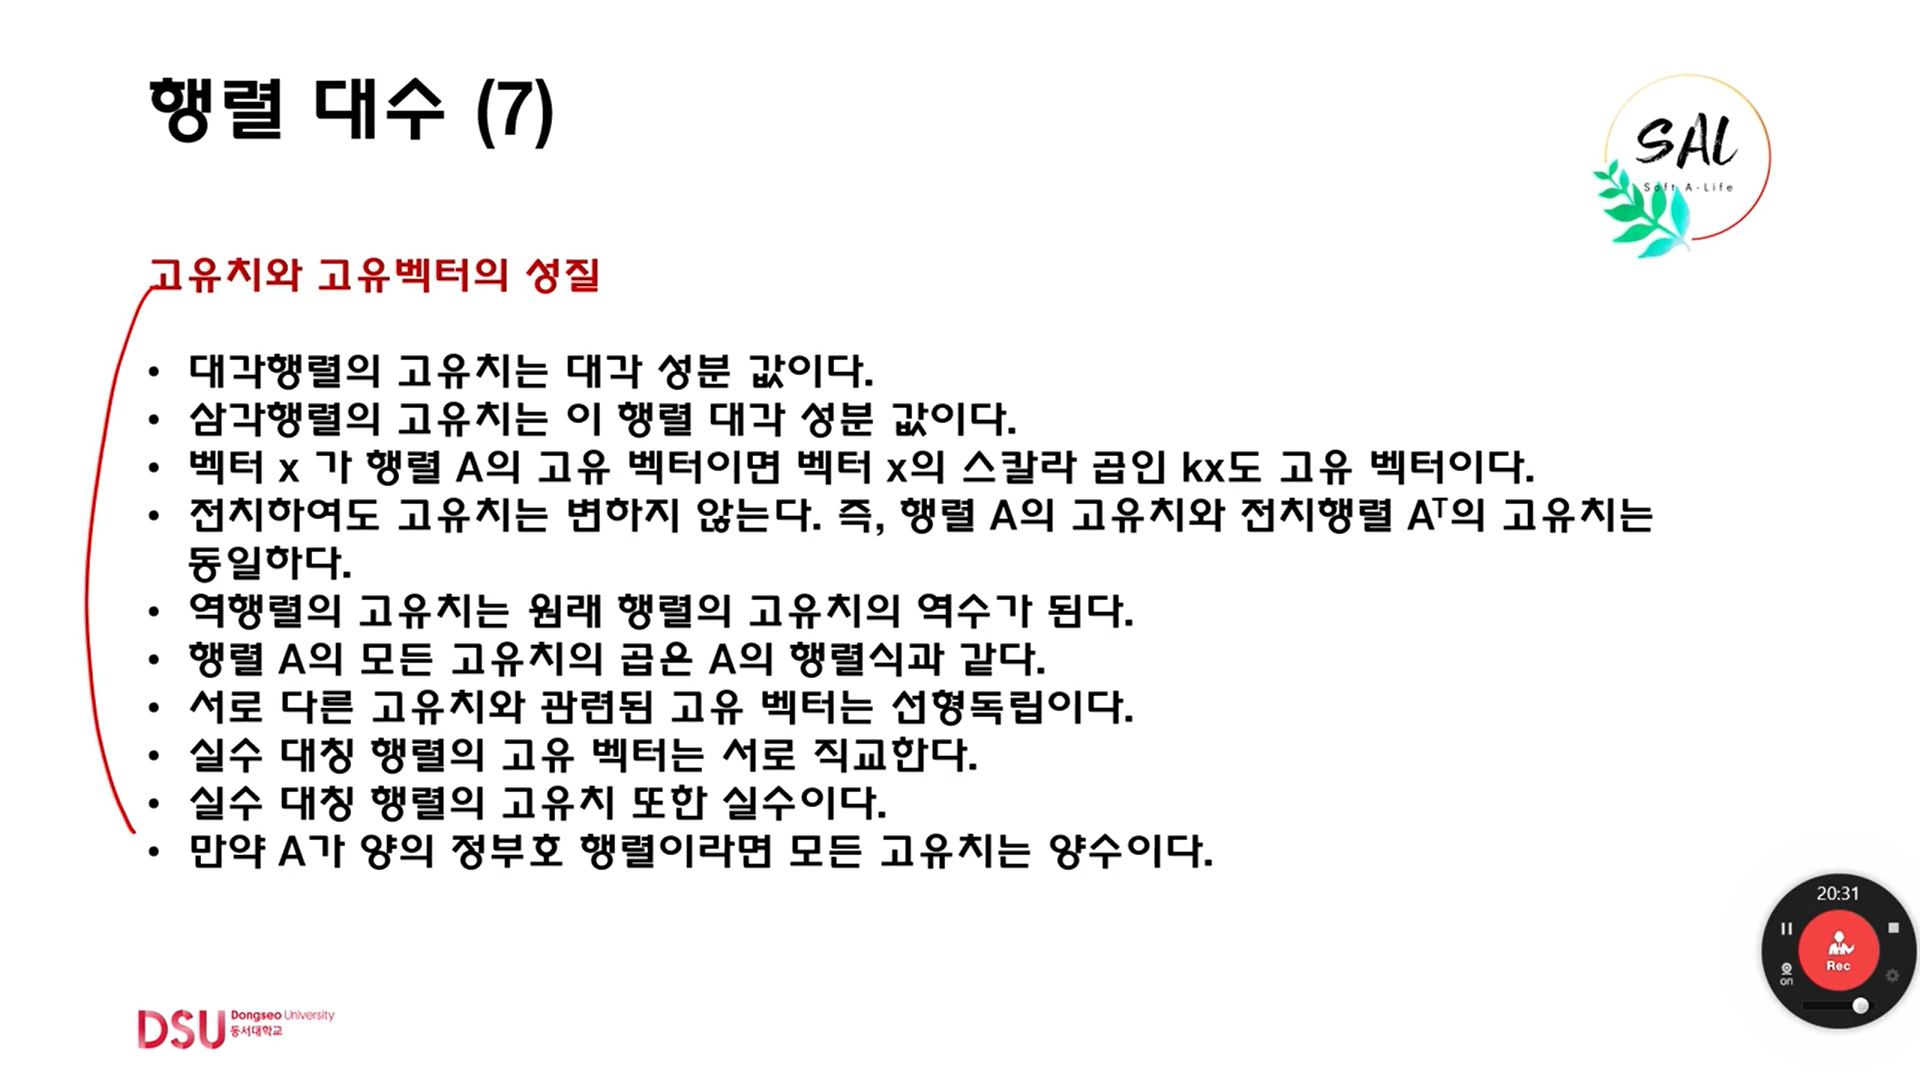 행렬 대수 (7)
SAL
Soft A-Life
고유치와 고유벡터의 성질
• 대각행렬의 고유치는 대각 성분 값이다.
• 삼각행렬의 고유치는 이 행렬 대각 성분 값이다.
• 벡터 x 가 행렬 A의 고유 벡터이면 벡터 x의 스칼라 곱인 kx도 고유 벡터이다.
• 전치하여도 고유치는 변하지 않는다. 즉, 행렬 A의 고유치와 전치행렬 Aᵀ의 고유치는
동일하다.
• 역행렬의 고유치는 원래 행렬의 고유치의 역수가 된다.
• 행렬 A의 모든 고유치의 곱은 A의 행렬식과 같다.
• 서로 다른 고유치와 관련된 고유 벡터는 선형독립이다.
• 실수 대칭 행렬의 고유 벡터는 서로 직교한다.
• 실수 대칭 행렬의 고유치 또한 실수이다.
• 만약 A가 양의 정부호 행렬이라면 모든 고유치는 양수이다.
20:31
Rec
on
DSU Dongseo University
동서대학교